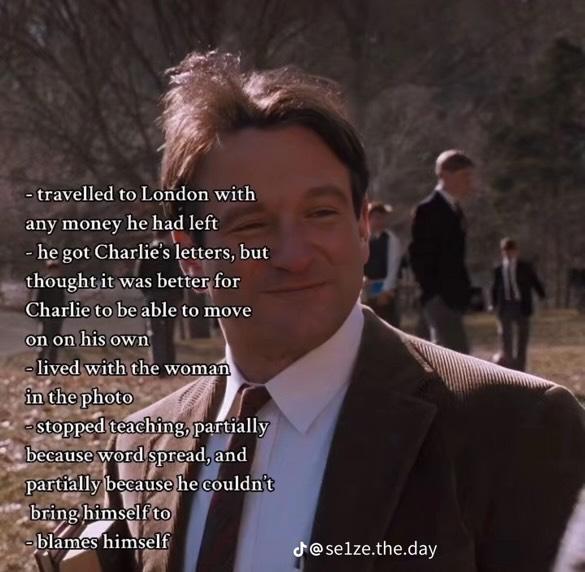 - travelled to London with
any money he had left
- he got Charlie's letters, but
thought it was better for
Charlie to be able to move
on on his own
- lived with the woman
in the photo
- stopped teaching, partially
because word spread, and
partially because he couldn't
bring himself to
- blames himself
@se1ze.the.day